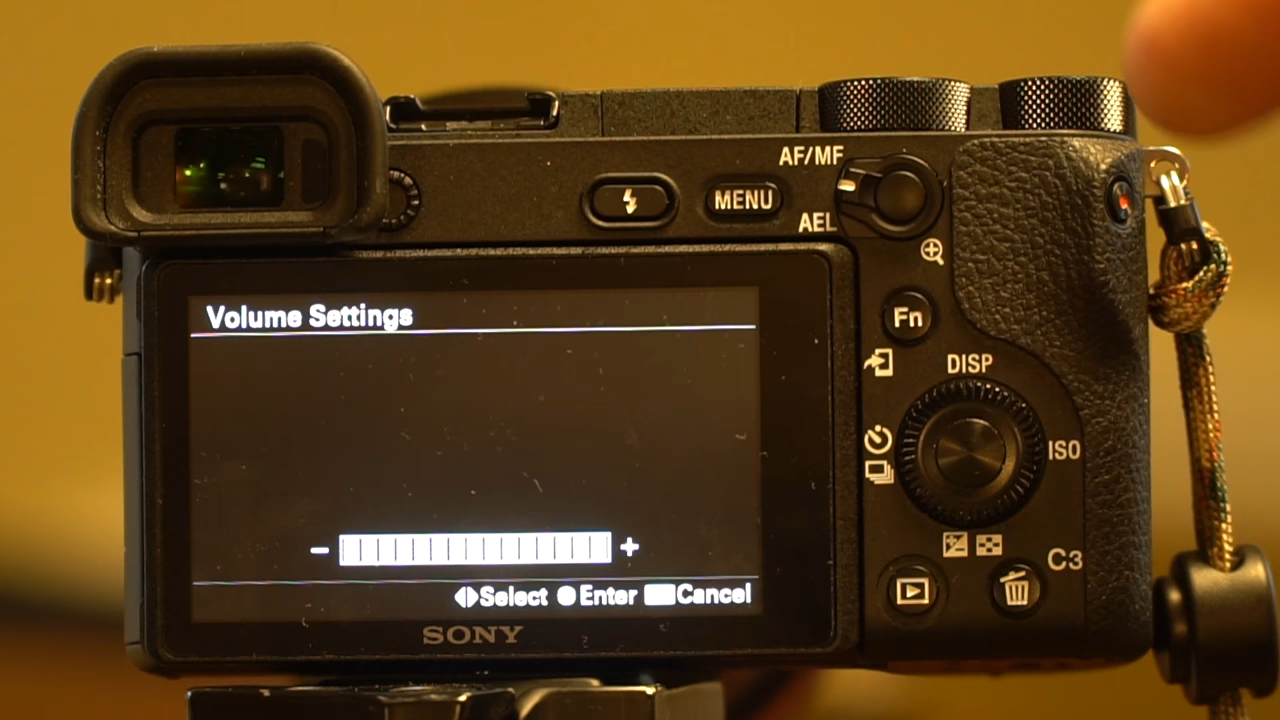 AF/MF
MENU
AEL
Volume Settings
Fn
DISP
ISO
- +
Select Enter Cancel
C3
SONY